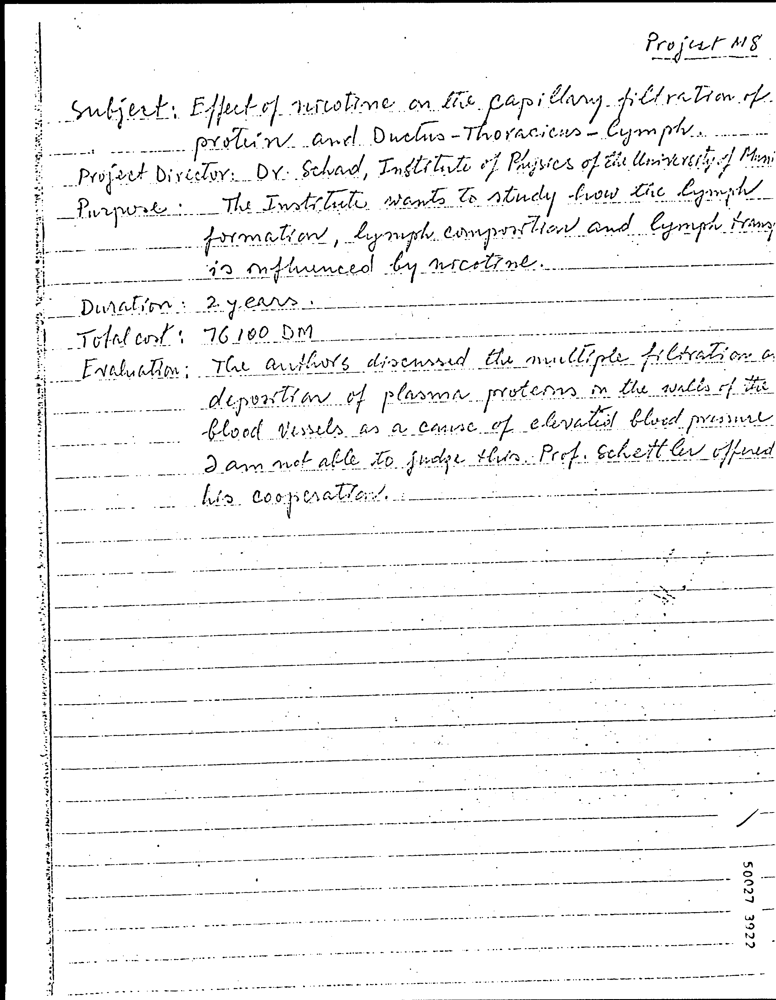 Project M8
Subject: Effect of nicotine on the capillary filtration of
protein and Ductus-Thoracicus-Lymph.
Project Director: Dr. Schad, Institute of Physics of the University of
Purpose: The Institute wants to study how the lymph
formation, lymph composition and lymph
is influenced by nicotine.
Duration: 2 years.
Total cost: 76 100 DM
Evaluation: The authors discussed the multiple filtration
deposition of plasma proteins in the walls of the
blood vessels as a cause of elevated blood pressure
I am not able to judge this. Prof. Schettler offered
his cooperation.
50027 3922